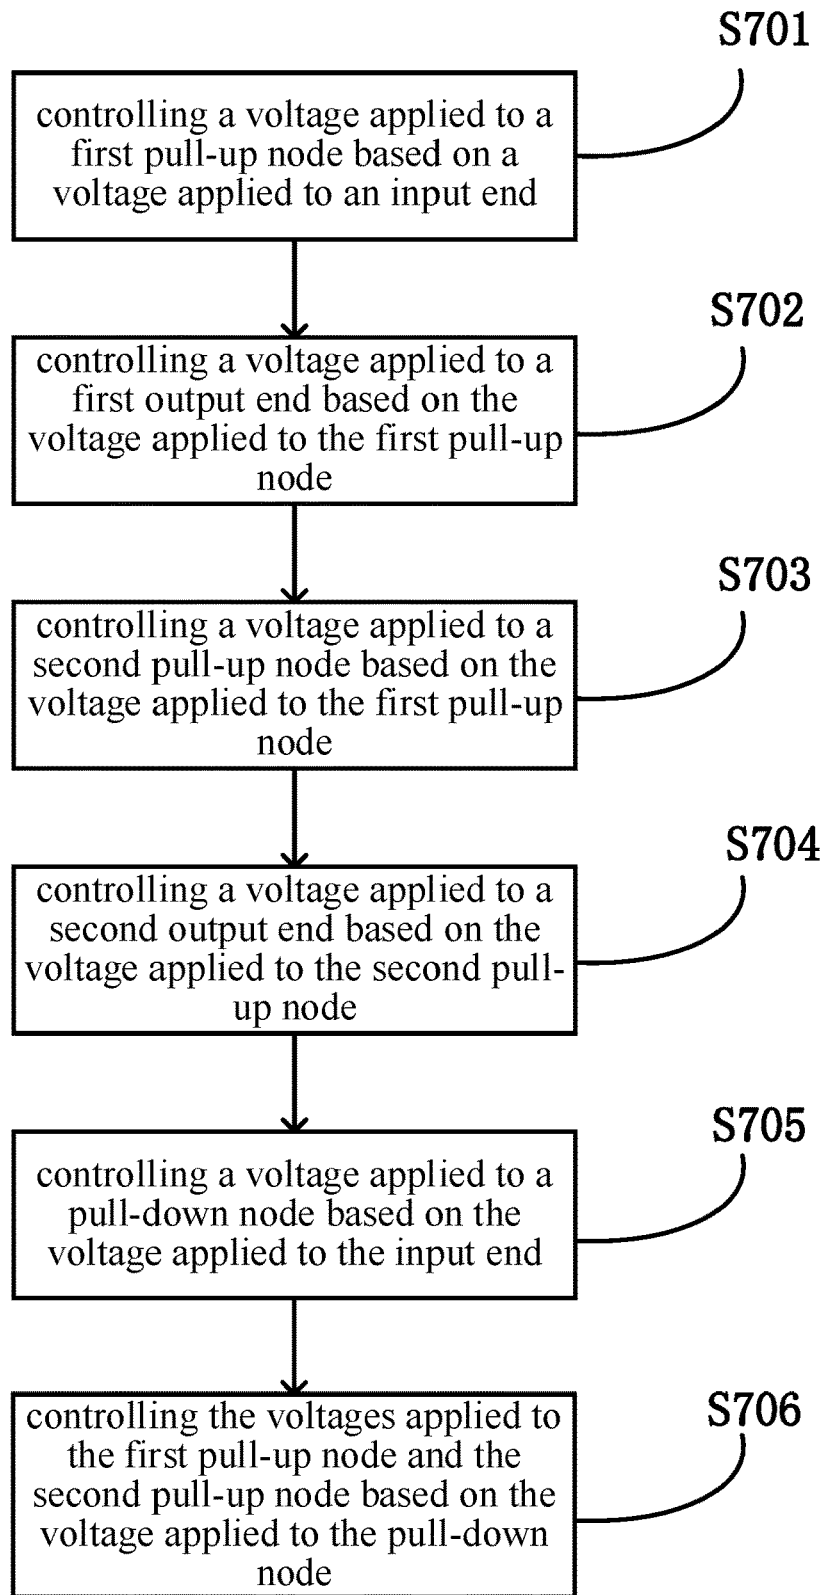 S701
controlling a voltage applied to a
first pull-up node based on a
voltage applied to an input end
S702
controlling a voltage applied to a
first output end based on the
voltage applied to the first pull-up
node
S703
controlling a voltage applied to a
second pull-up node based on the
voltage applied to the first pull-up
node
S704
controlling a voltage applied to a
second output end based on the
voltage applied to the second pull-
up node
S705
controlling a voltage applied to a
pull-down node based on the
voltage applied to the input end
S706
controlling the voltages applied to
the first pull-up node and the
second pull-up node based on the
voltage applied to the pull-down
node